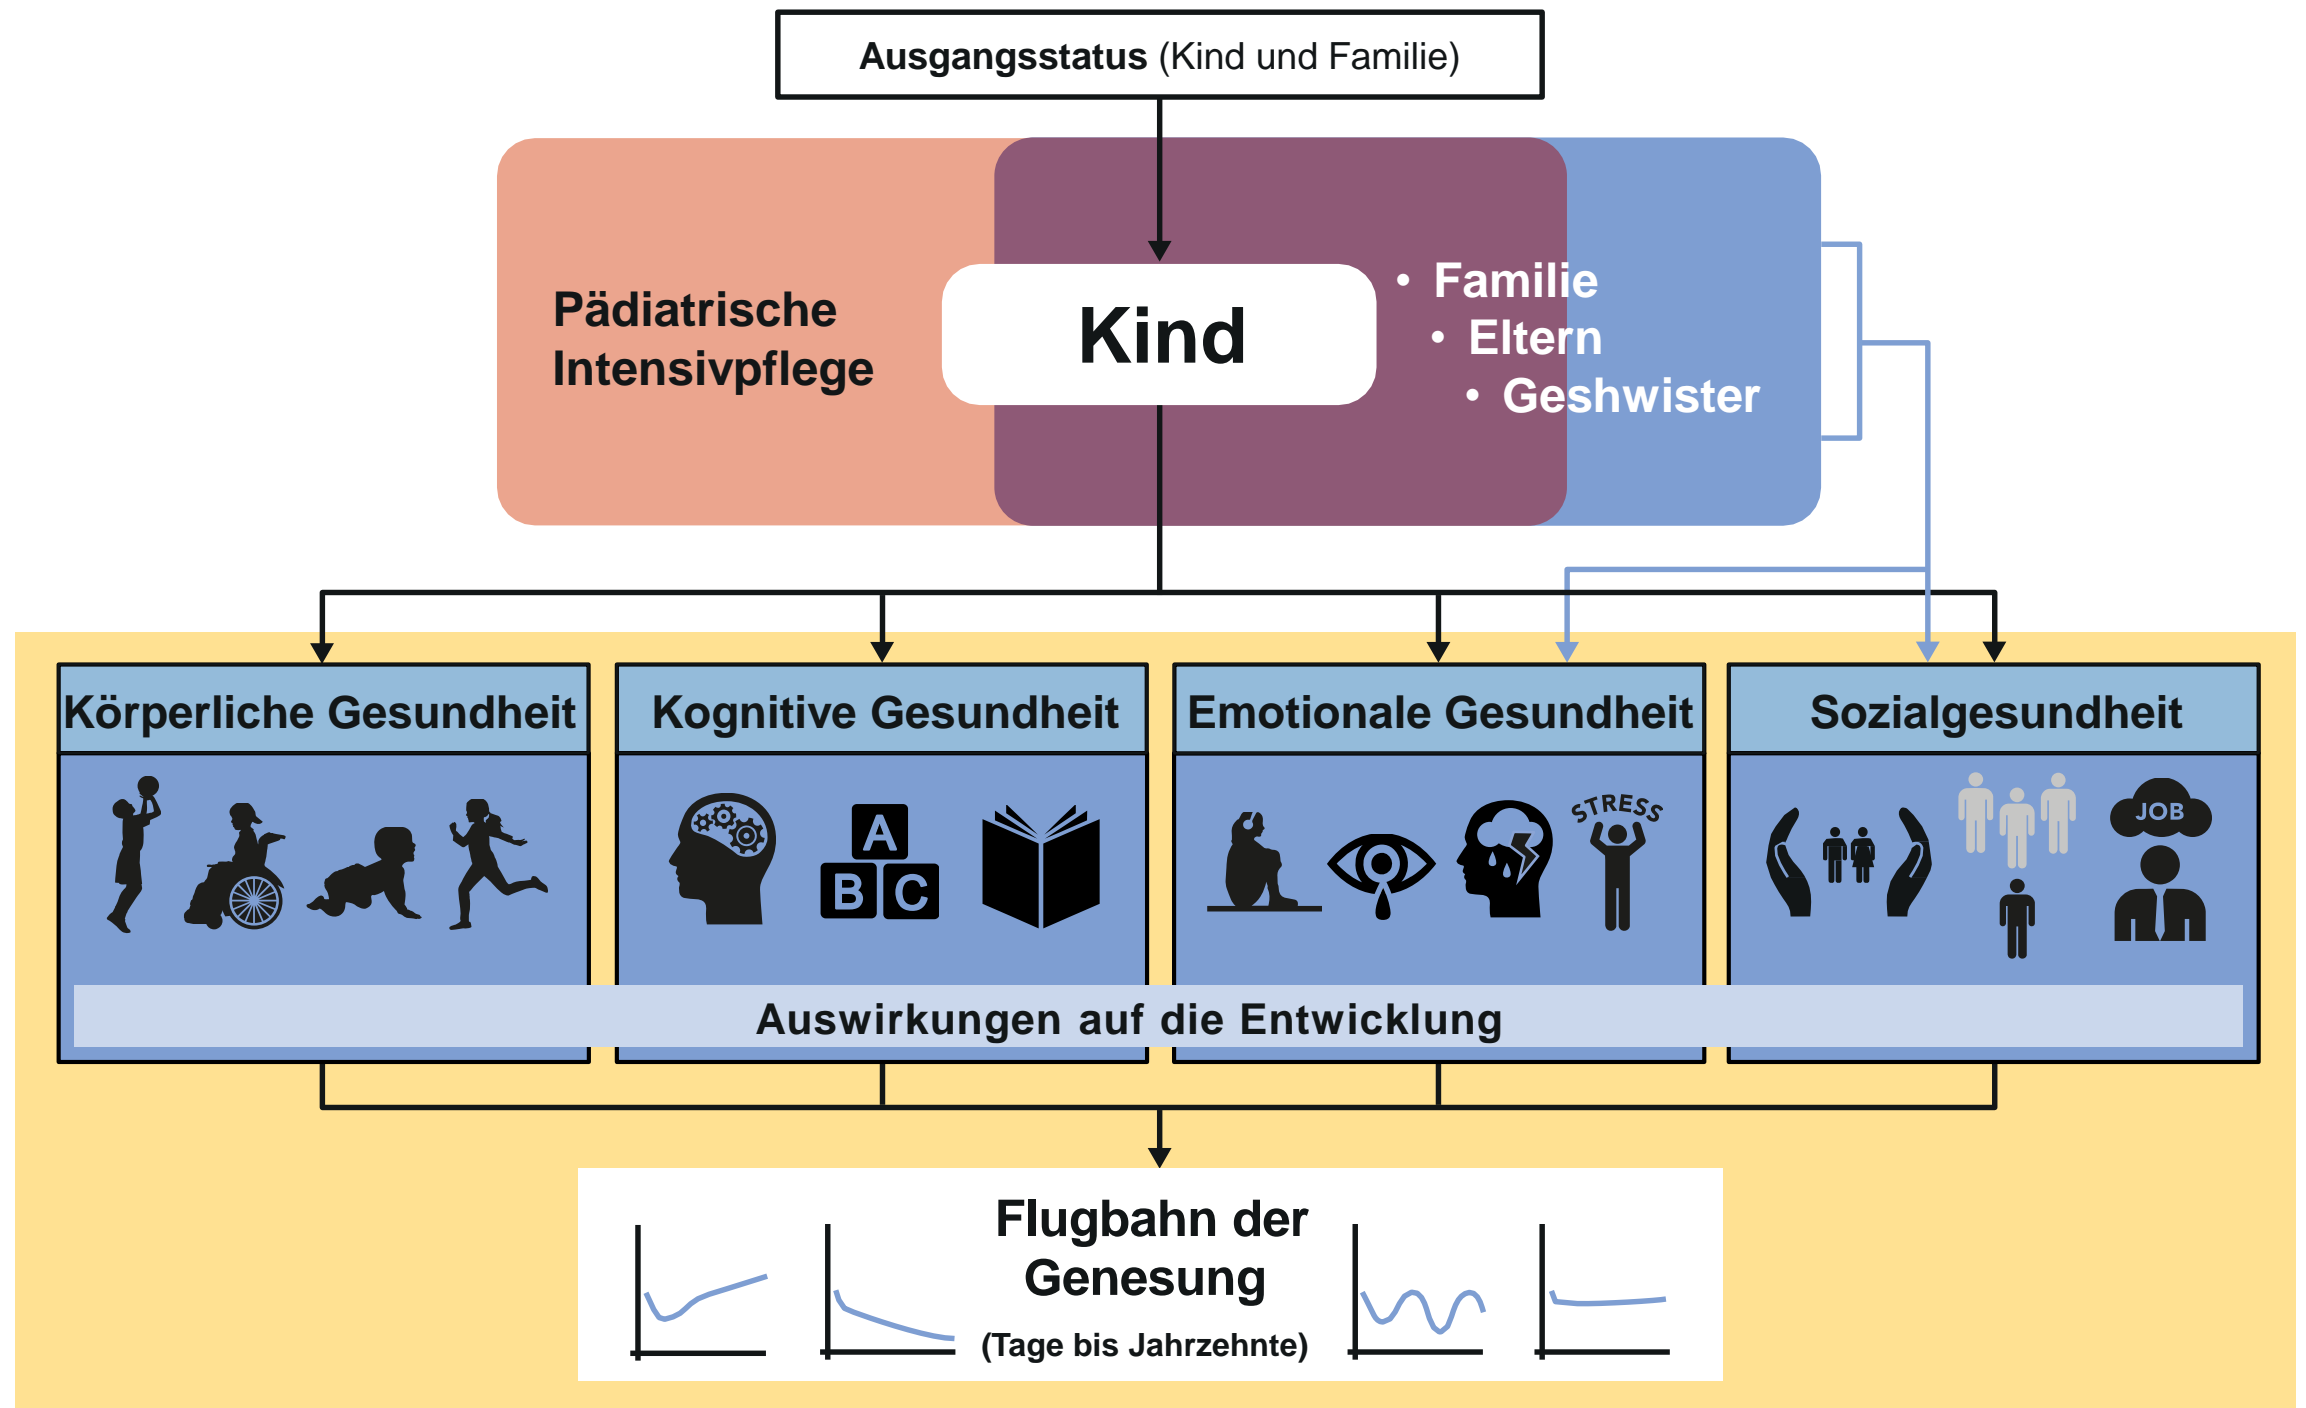 Ausgangsstatus (Kind und Familie)
Pädiatrische
Intensivpflege
Kind
• Familie
• Eltern
• Geshwister
Körperliche Gesundheit
Kognitive Gesundheit
Emotionale Gesundheit
Sozialgesundheit
A
B C
STRESS
JOB
Auswirkungen auf die Entwicklung
Flugbahn der
Genesung
(Tage bis Jahrzehnte)